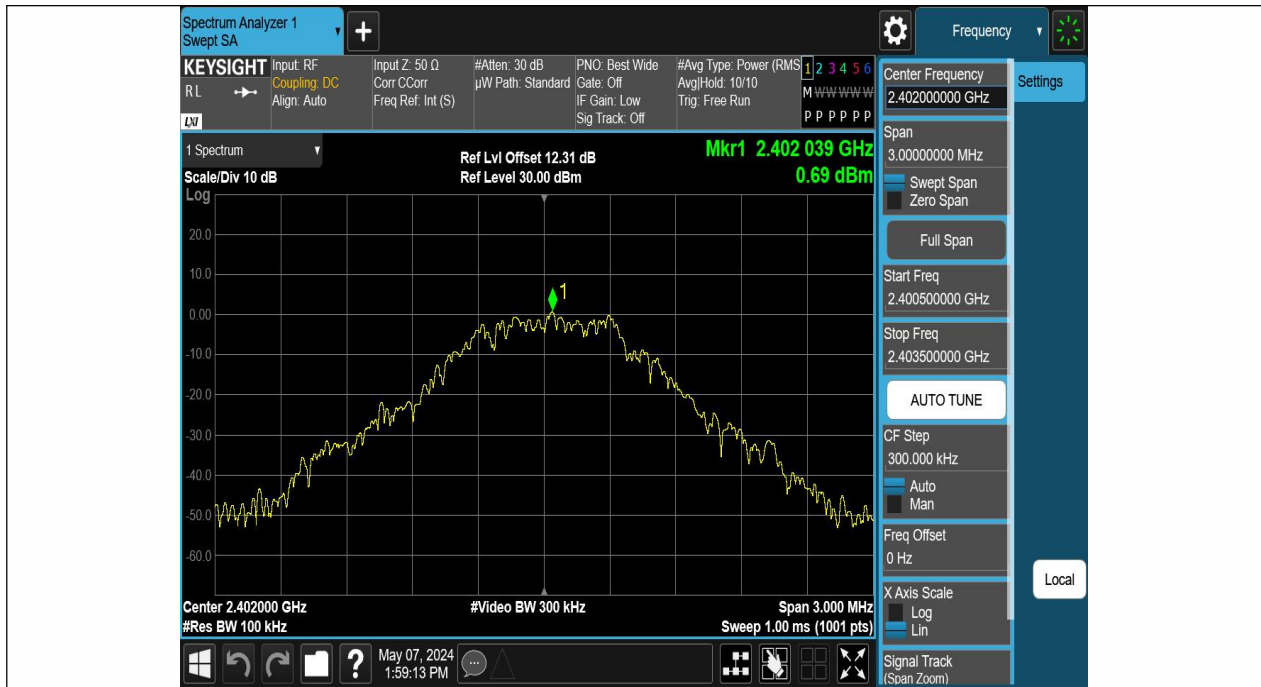 Spectrum Analyzer 1
Swept SA
+
Frequency
KEYSIGHT
RL
LXI
Input: RF
Coupling: DC
Align: Auto
Input Z: 50 Ω
Corr CCorr
Freq Ref: Int (S)
#Atten: 30 dB
µW Path: Standard
PNO: Best Wide
Gate: Off
IF Gain: Low
Sig Track: Off
#Avg Type: Power (RMS
Avg|Hold: 10/10
Trig: Free Run
1 2 3 4 5 6
M W W W W W
P P P P P P
1 Spectrum
Scale/Div 10 dB
Log
Ref Lvl Offset 12.31 dB
Ref Level 30.00 dBm
Mkr1 2.402 039 GHz
0.69 dBm
20.0
10.0
0.00
-10.0
-20.0
-30.0
-40.0
-50.0
-60.0
1
Center 2.402000 GHz
#Res BW 100 kHz
#Video BW 300 kHz
Span 3.000 MHz
Sweep 1.00 ms (1001 pts)
?
May 07, 2024
1:59:13 PM
Center Frequency
2.402000000 GHz
Span
3.00000000 MHz
Swept Span
Zero Span
Full Span
Start Freq
2.400500000 GHz
Stop Freq
2.403500000 GHz
AUTO TUNE
CF Step
300.000 kHz
Auto
Man
Freq Offset
0 Hz
X Axis Scale
Log
Lin
Signal Track
(Span Zoom)
Settings
Local